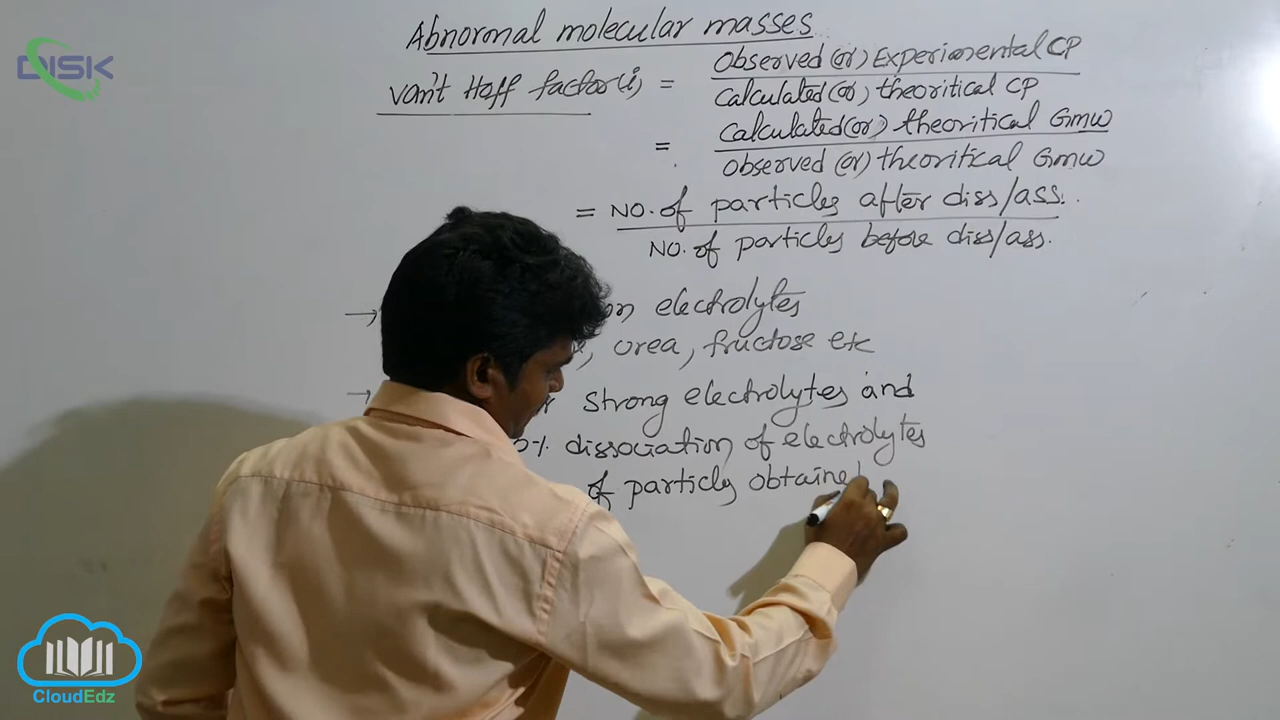 DISK
Abnormal molecular masses
van't Hoff factor(i) = Observed (or) Experimental CP
calculated (or) theoritical CP
= calculated (or) theoritical GMW
observed (or) theoritical GMW
= NO. of particles after diss/ass.
NO. of particles before diss/ass.
→ electrolytes
, urea, fructose etc
→ strong electrolytes and
% dissociation of electrolytes
of particles obtained
CloudEdz